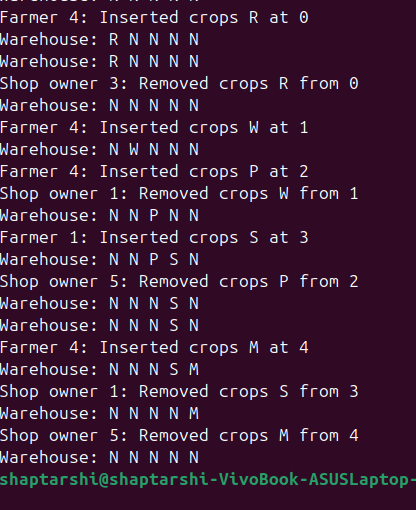 Farmer 4: Inserted crops R at 0
Warehouse: R N N N N
Warehouse: R N N N N
Shop owner 3: Removed crops R from 0
Warehouse: N N N N N
Farmer 4: Inserted crops W at 1
Warehouse: N W N N N
Farmer 4: Inserted crops P at 2
Shop owner 1: Removed crops W from 1
Warehouse: N N P N N
Farmer 1: Inserted crops S at 3
Warehouse: N N P S N
Shop owner 5: Removed crops P from 2
Warehouse: N N N S N
Warehouse: N N N S N
Farmer 4: Inserted crops M at 4
Warehouse: N N N S M
Shop owner 1: Removed crops S from 3
Warehouse: N N N N M
Shop owner 5: Removed crops M from 4
Warehouse: N N N N N
shaptarshi@shaptarshi-VivoBook-ASUSLaptop-